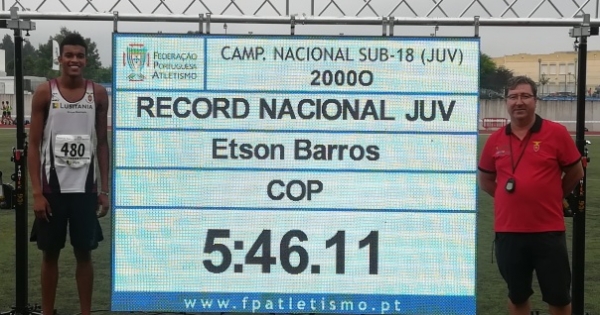 FEDERAÇÃO
PORTUGUESA
ATLETISMO
CAMP. NACIONAL SUB-18 (JUV)
2000O
RECORD NACIONAL JUV
Etson Barros
COP
5:46.11
www.fpatletismo.pt
LUSITANIA
480